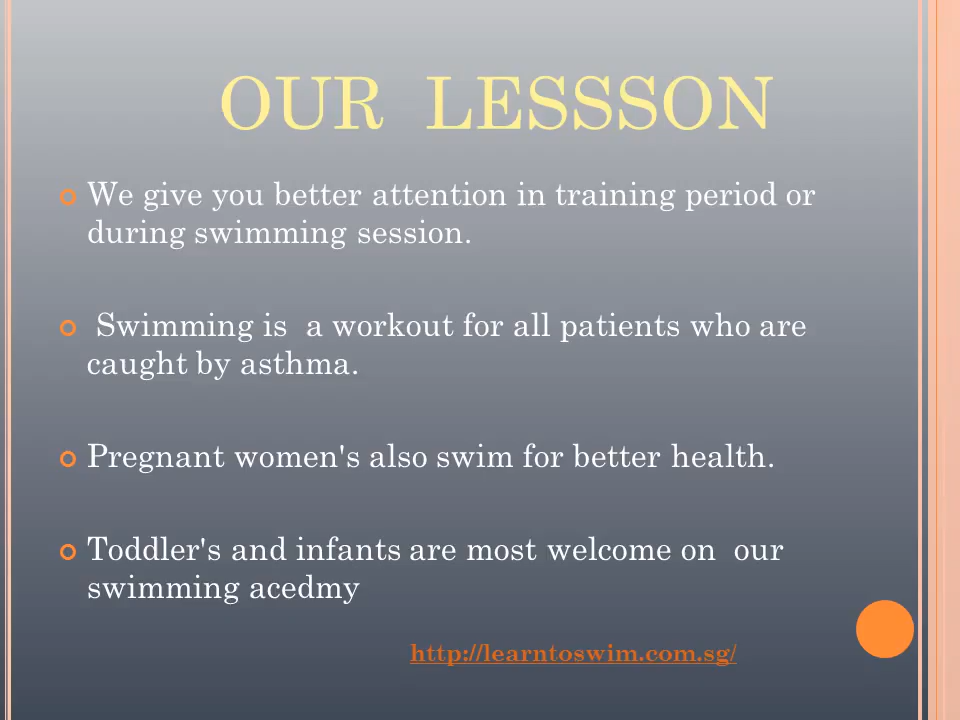 OUR LESSSON
We give you better attention in training period or
during swimming session.
Swimming is a workout for all patients who are
caught by asthma.
Pregnant women's also swim for better health.
Toddler's and infants are most welcome on our
swimming acedmy
http://learntoswim.com.sg/